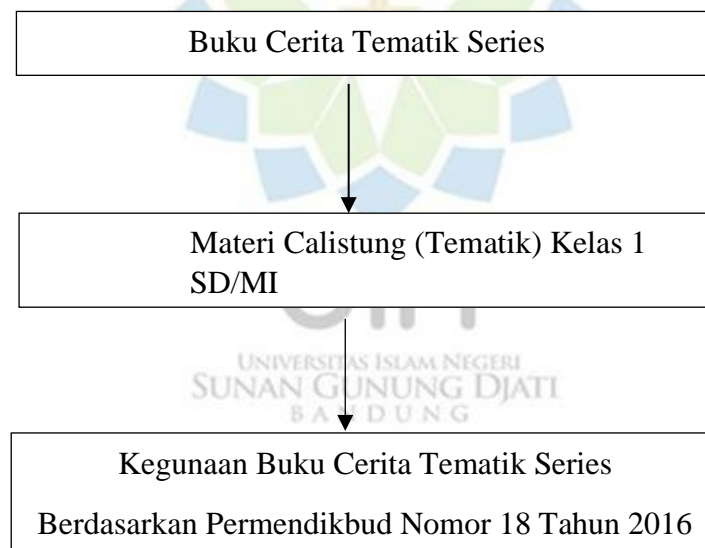 Buku Cerita Tematik Series
Materi Calistung (Tematik) Kelas 1
SD/MI
UNIVERSITAS ISLAM NEGERI
SUNAN GUNUNG DJATI
BANDUNG
Kegunaan Buku Cerita Tematik Series
Berdasarkan Permendikbud Nomor 18 Tahun 2016